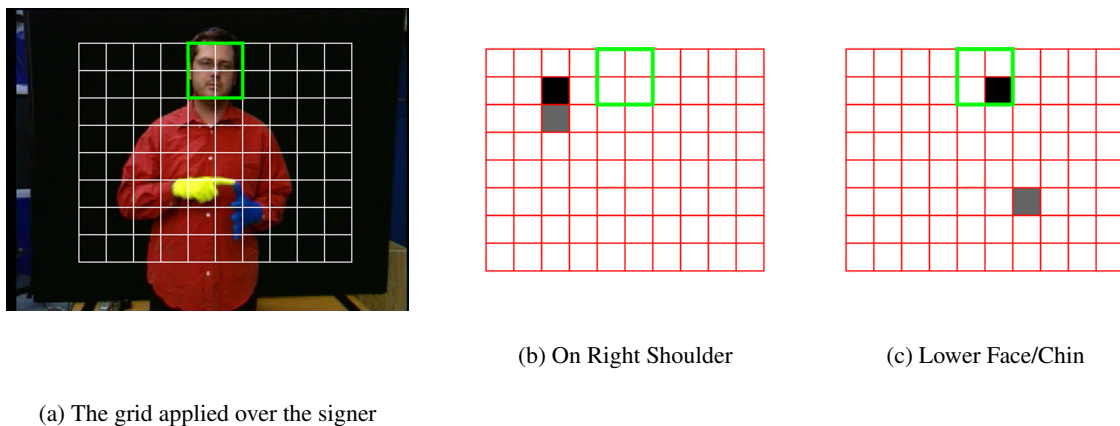 (b) On Right Shoulder
(c) Lower Face/Chin
(a) The grid applied over the signer